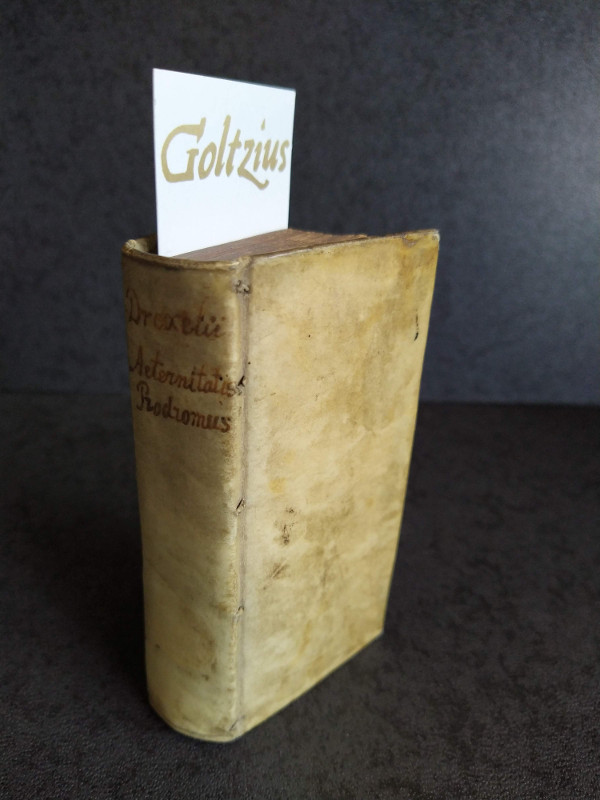 Goltzius
Drexelii
Aeternitatis
Prodromus